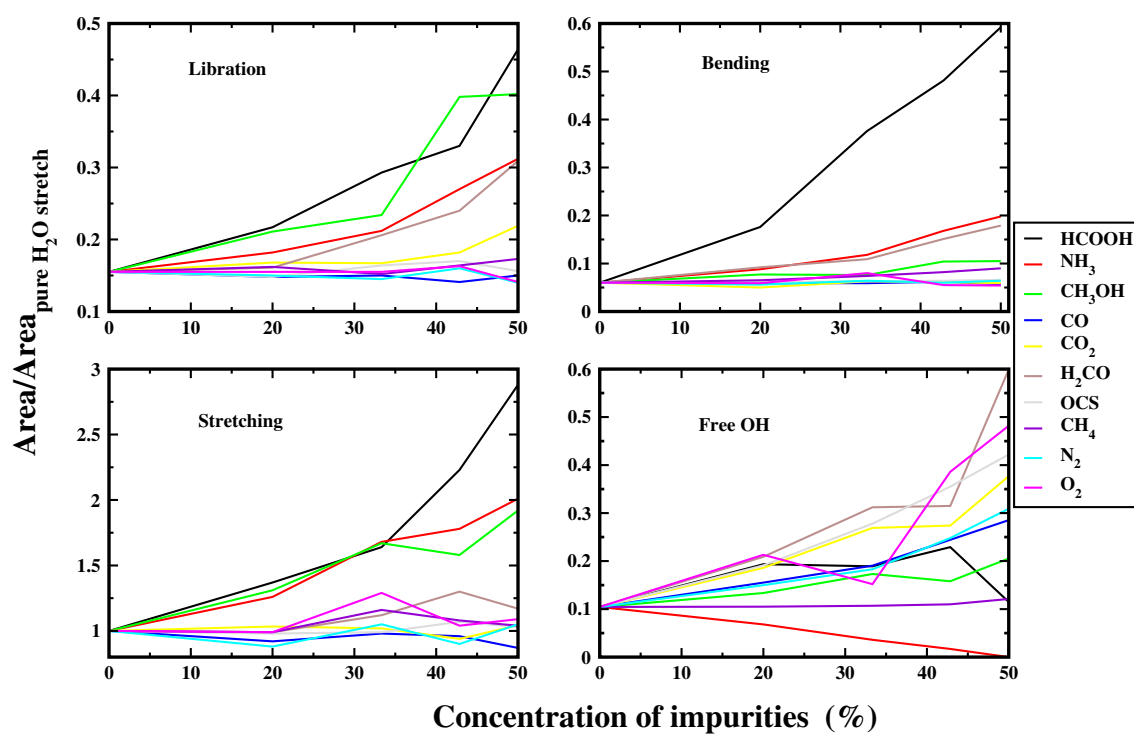 Area/Area pure H₂O stretch
0.5
0.4
0.3
0.2
0.1
Libration
0 10 20 30 40 50
0.6
0.5
0.4
0.3
0.2
0.1
0
Bending
0 10 20 30 40 50
3
2.5
2
1.5
1
Stretching
0 10 20 30 40 50
0.6
0.5
0.4
0.3
0.2
0.1
0
Free OH
0 10 20 30 40 50
HCOOH
NH₃
CH₃OH
CO
CO₂
H₂CO
OCS
CH₄
N₂
O₂
Concentration of impurities (%)